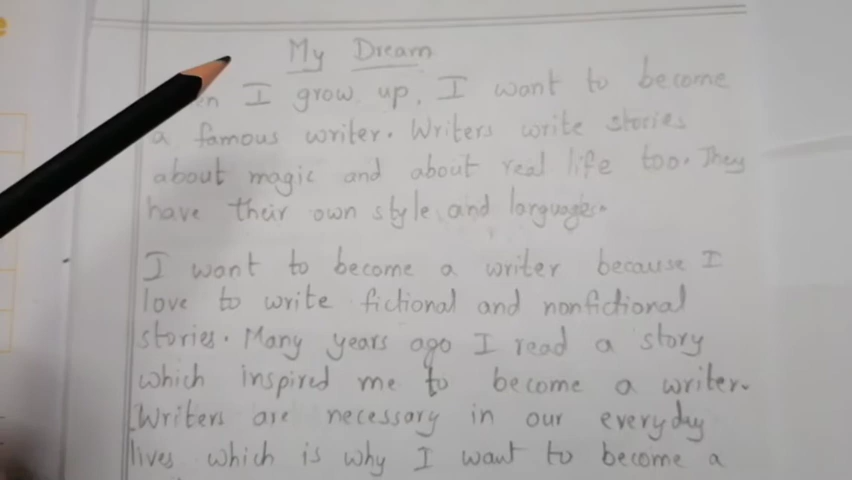 My Dream
en I grow up, I want to become
a famous writer. Writers write stories
about magic and about real life too. They
have their own style and languages.
I want to become a writer because I
love to write fictional and nonfictional
stories. Many years ago I read a story
which inspired me to become a writer.
Writers are necessary in our everyday
lives which is why I want to become a